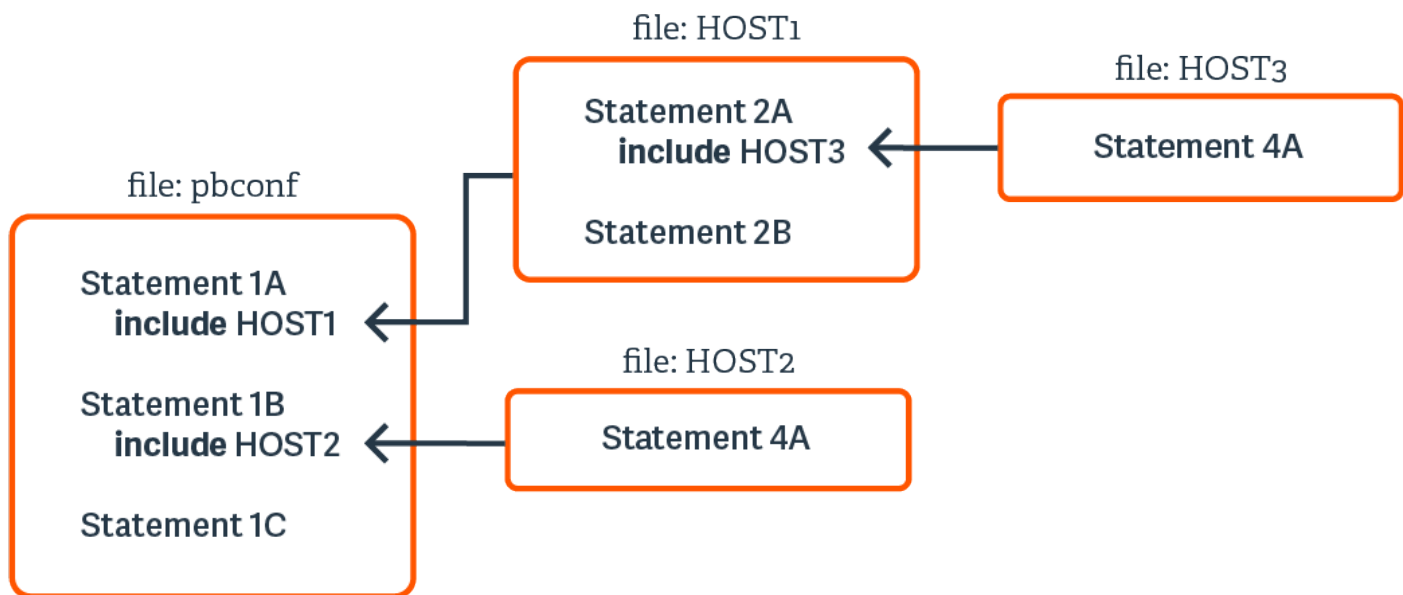 file: pbconf
Statement 1A
include HOST1
Statement 1B
include HOST2
Statement 1C
file: HOST1
Statement 2A
include HOST3
Statement 2B
file: HOST3
Statement 4A
file: HOST2
Statement 4A